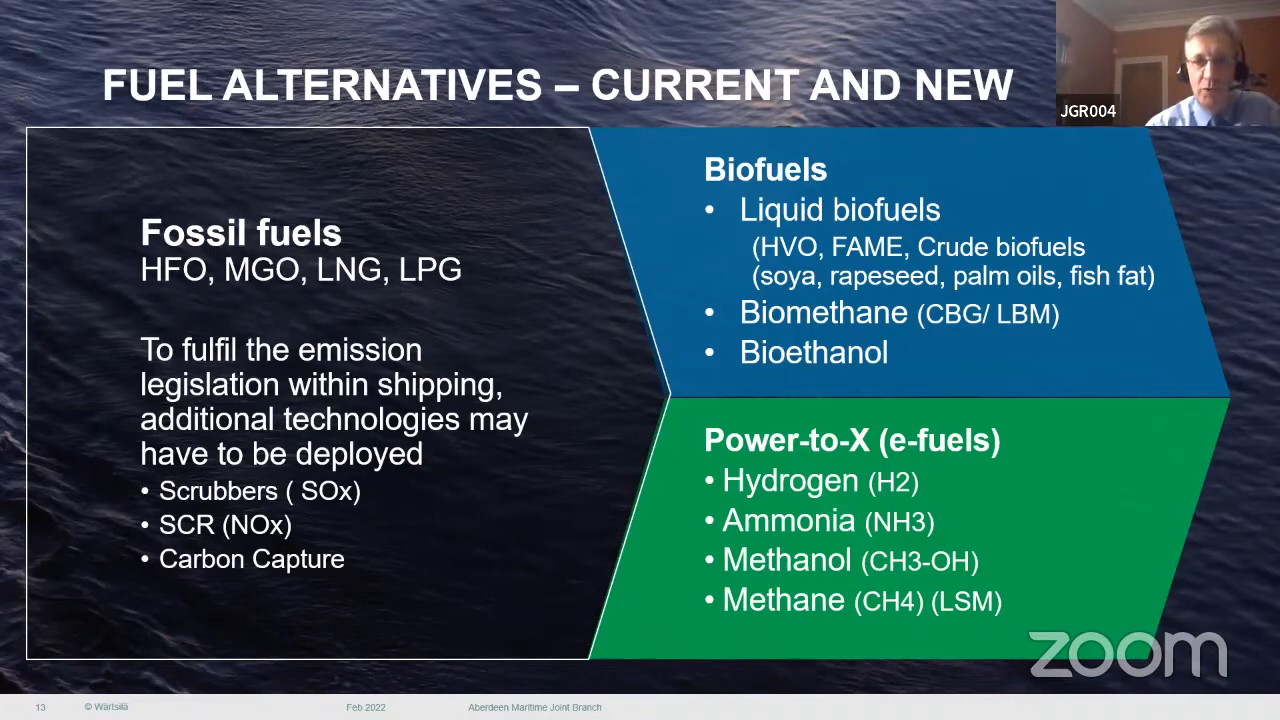 FUEL ALTERNATIVES – CURRENT AND NEW
JGR004
Fossil fuels
HFO, MGO, LNG, LPG
To fulfil the emission
legislation within shipping,
additional technologies may
have to be deployed
• Scrubbers ( SOx)
• SCR (NOx)
• Carbon Capture
Biofuels
• Liquid biofuels
(HVO, FAME, Crude biofuels
(soya, rapeseed, palm oils, fish fat)
• Biomethane (CBG/ LBM)
• Bioethanol
Power-to-X (e-fuels)
• Hydrogen (H2)
• Ammonia (NH3)
• Methanol (CH3-OH)
• Methane (CH4) (LSM)
zoom
13 © Wärtsilä Feb 2022 Aberdeen Maritime Joint Branch